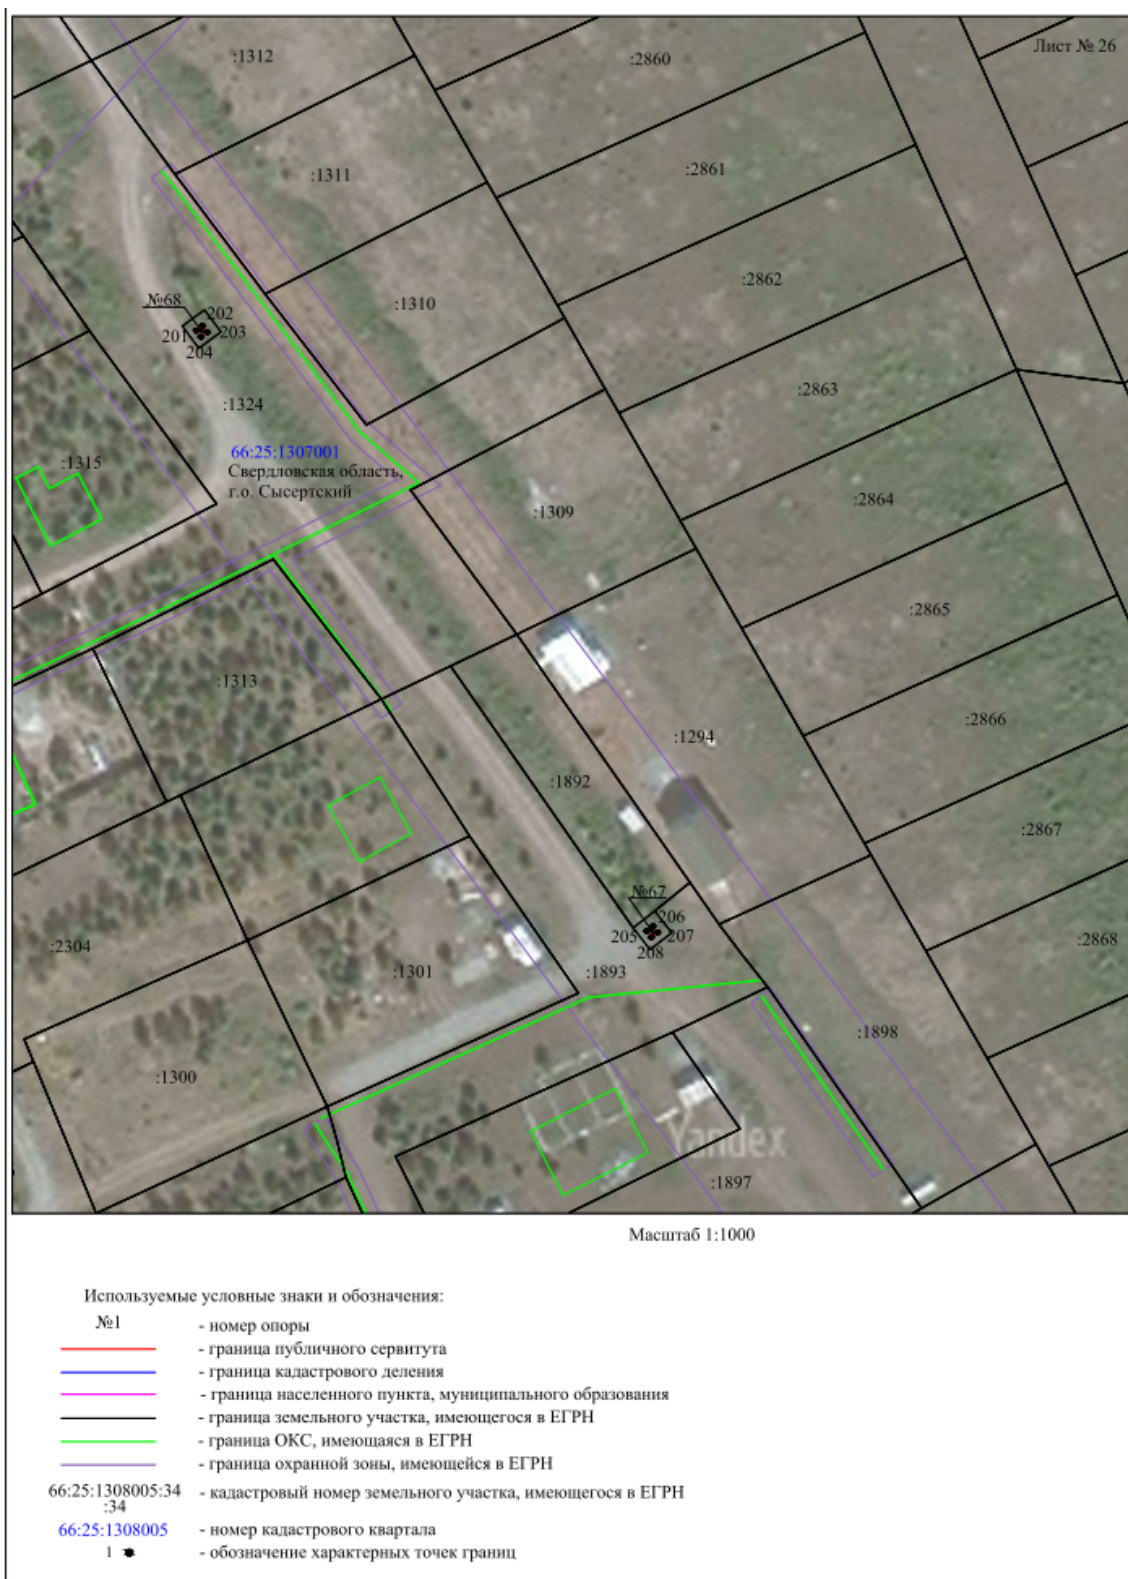 Лист № 26
:1312
:2860
:1311
:2861
:2862
:1310
№68
202
201
203
204
:2863
:1324
66:25:1307001
Свердловская область,
г.о. Сысертский
:1315
:2864
:1309
:2865
:1313
:2866
:1294
:1892
:2867
№67
206
205
207
208
:2304
:2868
:1301
:1893
:1898
:1300
Yandex
:1897
Масштаб 1:1000
Используемые условные знаки и обозначения:
№1 - номер опоры
- граница публичного сервитута
- граница кадастрового деления
- граница населенного пункта, муниципального образования
- граница земельного участка, имеющегося в ЕГРН
- граница ОКС, имеющаяся в ЕГРН
- граница охранной зоны, имеющейся в ЕГРН
66:25:1308005:34 - кадастровый номер земельного участка, имеющегося в ЕГРН
:34
66:25:1308005 - номер кадастрового квартала
1 - обозначение характерных точек границ